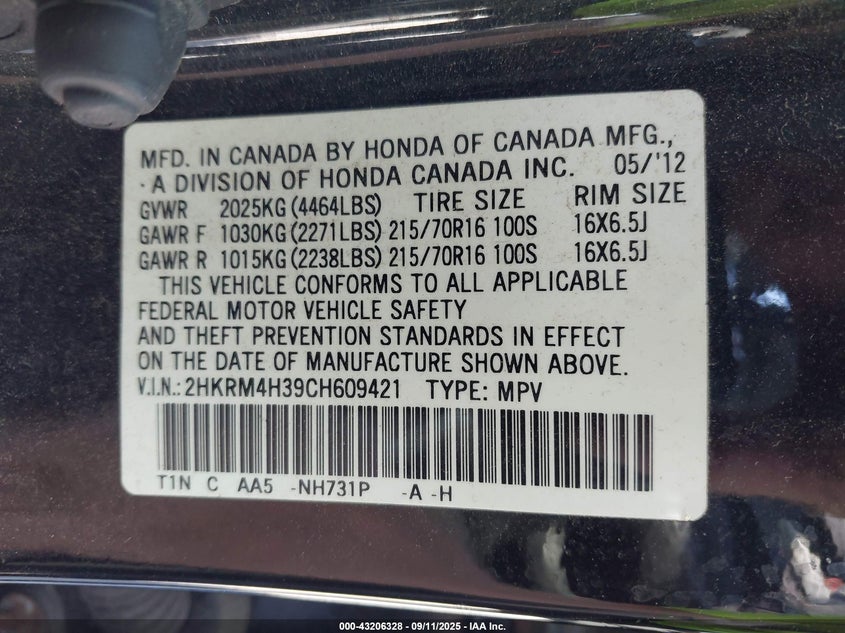 MFD. IN CANADA BY HONDA OF CANADA MFG.,
A DIVISION OF HONDA CANADA INC. 05/'12
GVWR 2025KG (4464LBS) TIRE SIZE RIM SIZE
GAWR F 1030KG (2271LBS) 215/70R16 100S 16X6.5J
GAWR R 1015KG (2238LBS) 215/70R16 100S 16X6.5J
THIS VEHICLE CONFORMS TO ALL APPLICABLE
FEDERAL MOTOR VEHICLE SAFETY
AND THEFT PREVENTION STANDARDS IN EFFECT
ON THE DATE OF MANUFACTURE SHOWN ABOVE.
V.I.N.: 2HKRM4H39CH609421 TYPE: MPV
T1N C AA5 -NH731P -A -H
000-43206328 - 09/11/2025 - IAA Inc.